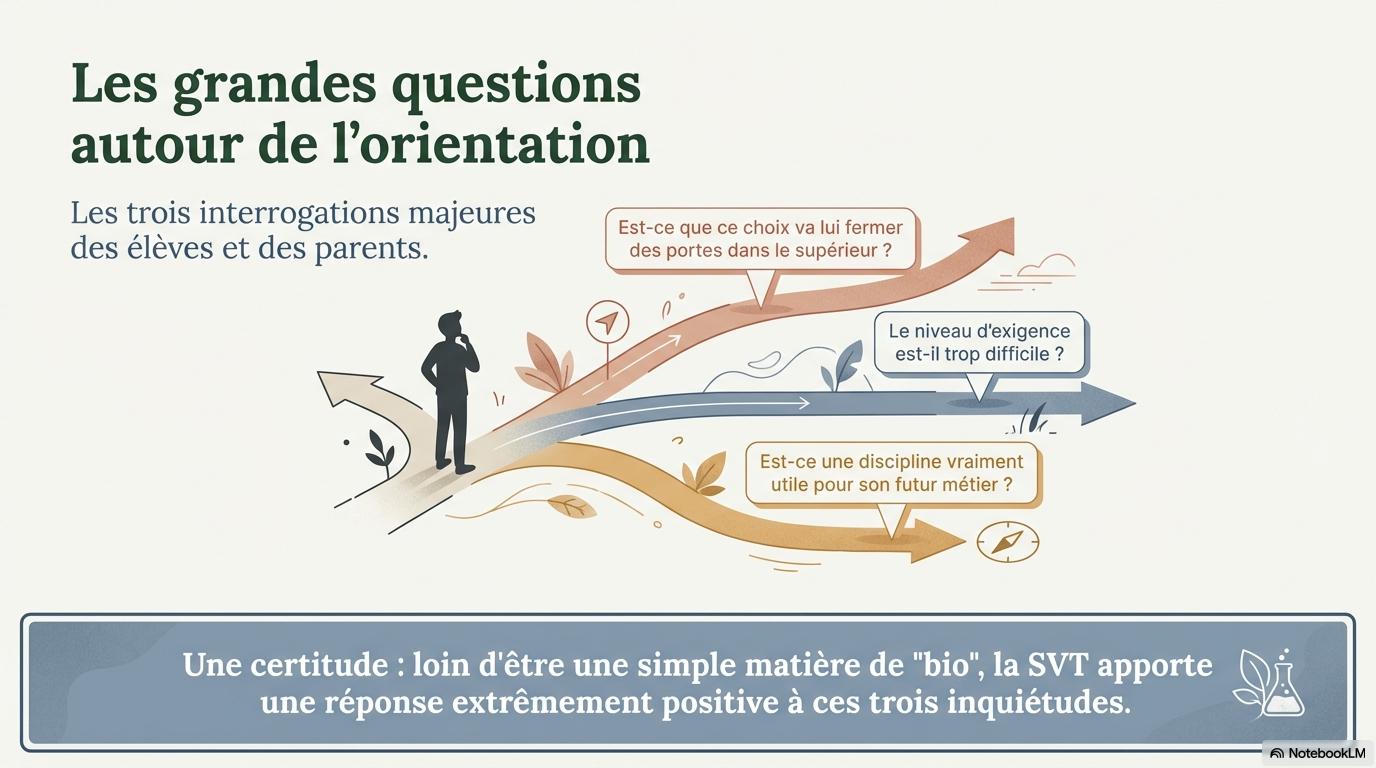 Les grandes questions
autour de l’orientation
Les trois interrogations majeures
des élèves et des parents.
Est-ce que ce choix va lui fermer
des portes dans le supérieur ?
Le niveau d'exigence
est-il trop difficile ?
Est-ce une discipline vraiment
utile pour son futur métier ?
Une certitude : loin d'être une simple matière de "bio", la SVT apporte
une réponse extrêmement positive à ces trois inquiétudes.
NotebookLM